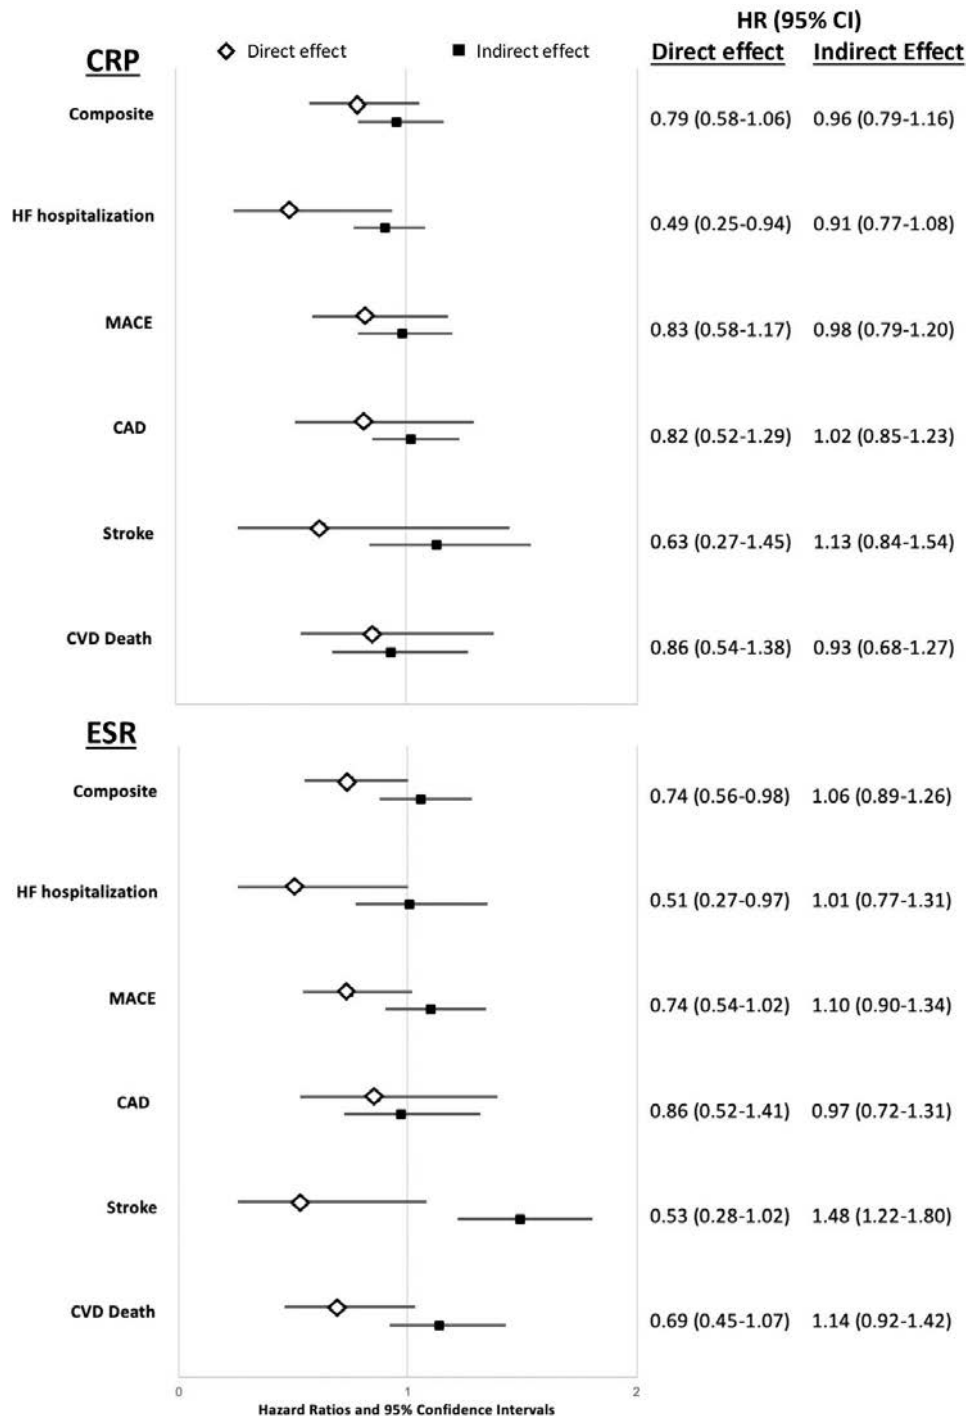 HR (95% CI)
Direct effect Indirect effect Direct effect Indirect Effect
CRP
Composite 0.79 (0.58-1.06) 0.96 (0.79-1.16)
HF hospitalization 0.49 (0.25-0.94) 0.91 (0.77-1.08)
MACE 0.83 (0.58-1.17) 0.98 (0.79-1.20)
CAD 0.82 (0.52-1.29) 1.02 (0.85-1.23)
Stroke 0.63 (0.27-1.45) 1.13 (0.84-1.54)
CVD Death 0.86 (0.54-1.38) 0.93 (0.68-1.27)
ESR
Composite 0.74 (0.56-0.98) 1.06 (0.89-1.26)
HF hospitalization 0.51 (0.27-0.97) 1.01 (0.77-1.31)
MACE 0.74 (0.54-1.02) 1.10 (0.90-1.34)
CAD 0.86 (0.52-1.41) 0.97 (0.72-1.31)
Stroke 0.53 (0.28-1.02) 1.48 (1.22-1.80)
CVD Death 0.69 (0.45-1.07) 1.14 (0.92-1.42)
0 1 2
Hazard Ratios and 95% Confidence Intervals